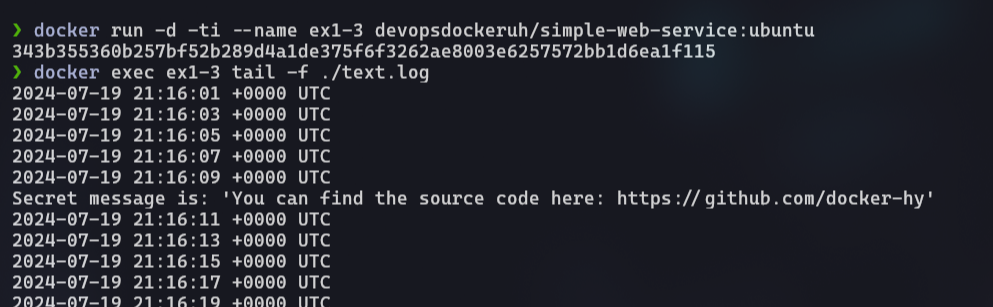 ❯ docker run -d -ti --name ex1-3 devopsdockeruh/simple-web-service:ubuntu
343b355360b257bf52b289d4a1de375f6f3262ae8003e6257572bb1d6ea1f115
❯ docker exec ex1-3 tail -f ./text.log
2024-07-19 21:16:01 +0000 UTC
2024-07-19 21:16:03 +0000 UTC
2024-07-19 21:16:05 +0000 UTC
2024-07-19 21:16:07 +0000 UTC
2024-07-19 21:16:09 +0000 UTC
Secret message is: 'You can find the source code here: https://github.com/docker-hy'
2024-07-19 21:16:11 +0000 UTC
2024-07-19 21:16:13 +0000 UTC
2024-07-19 21:16:15 +0000 UTC
2024-07-19 21:16:17 +0000 UTC
2024-07-19 21:16:19 +0000 UTC